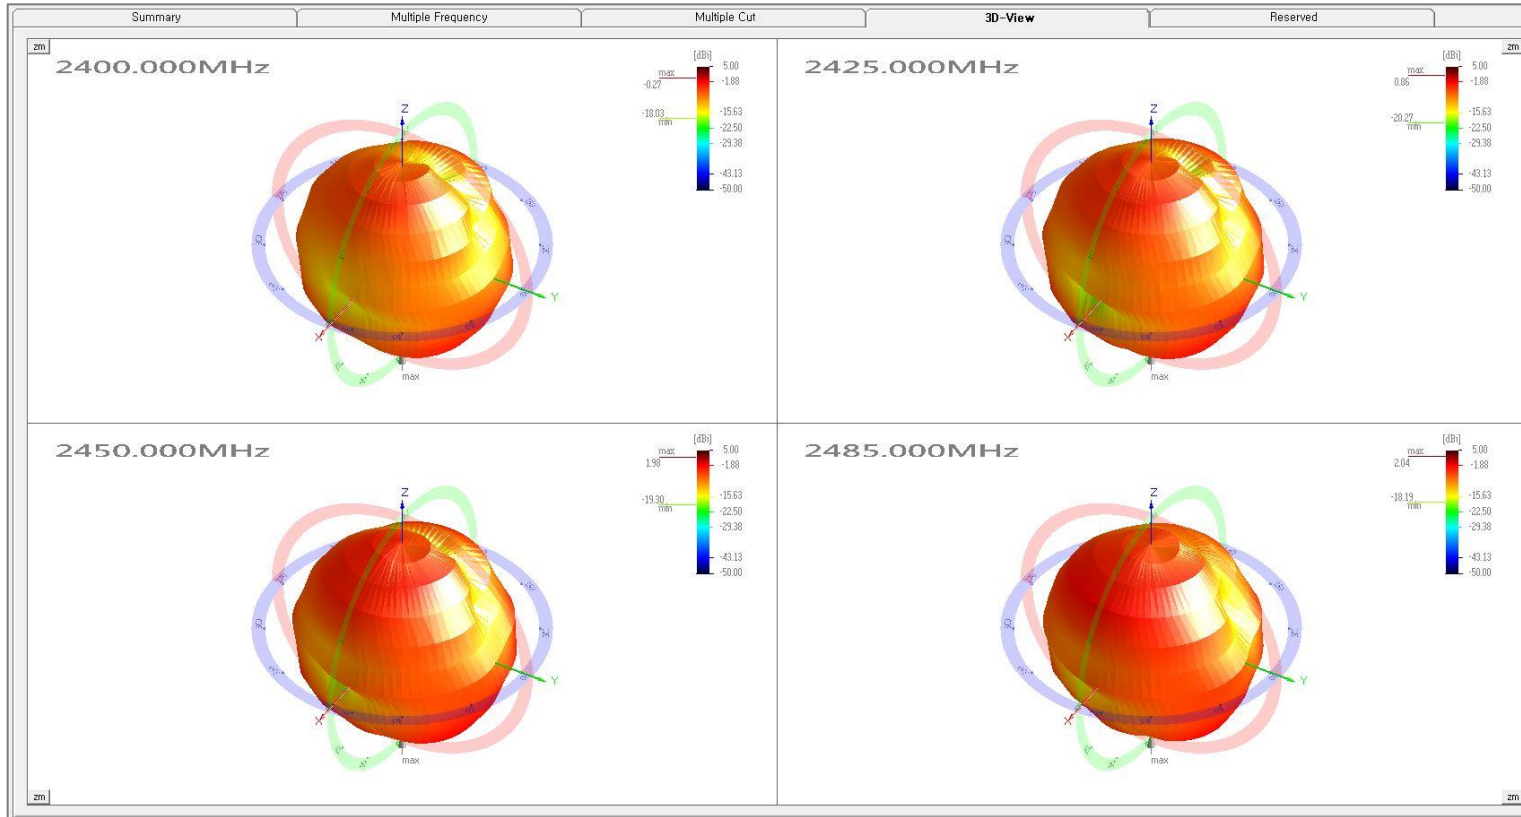 Summary
Multiple Frequency
Multiple Cut
3D-View
Reserved
zm
2400.000MHz
[dBi]
max
-0.27
-18.03
min
5.00
-1.88
-15.63
-22.50
-29.38
-43.13
-50.00
Z
Y
X
max
zm
2425.000MHz
[dBi]
max
0.86
-20.27
min
5.00
-1.88
-15.63
-22.50
-29.38
-43.13
-50.00
Z
Y
X
max
2450.000MHz
[dBi]
max
1.98
-19.30
min
5.00
-1.88
-15.63
-22.50
-29.38
-43.13
-50.00
Z
Y
X
max
zm
2485.000MHz
[dBi]
max
2.04
-18.19
min
5.00
-1.88
-15.63
-22.50
-29.38
-43.13
-50.00
Z
Y
X
max
zm